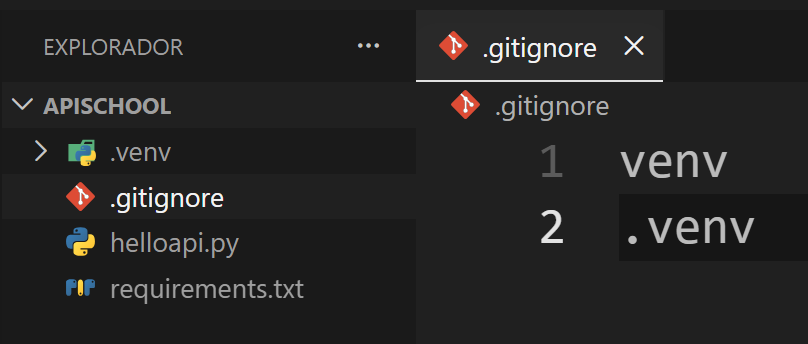 EXPLORADOR ···
.gitignore
APISCHOOL
.gitignore
.venv
.gitignore
helloapi.py
requirements.txt
1 venv
2 .venv